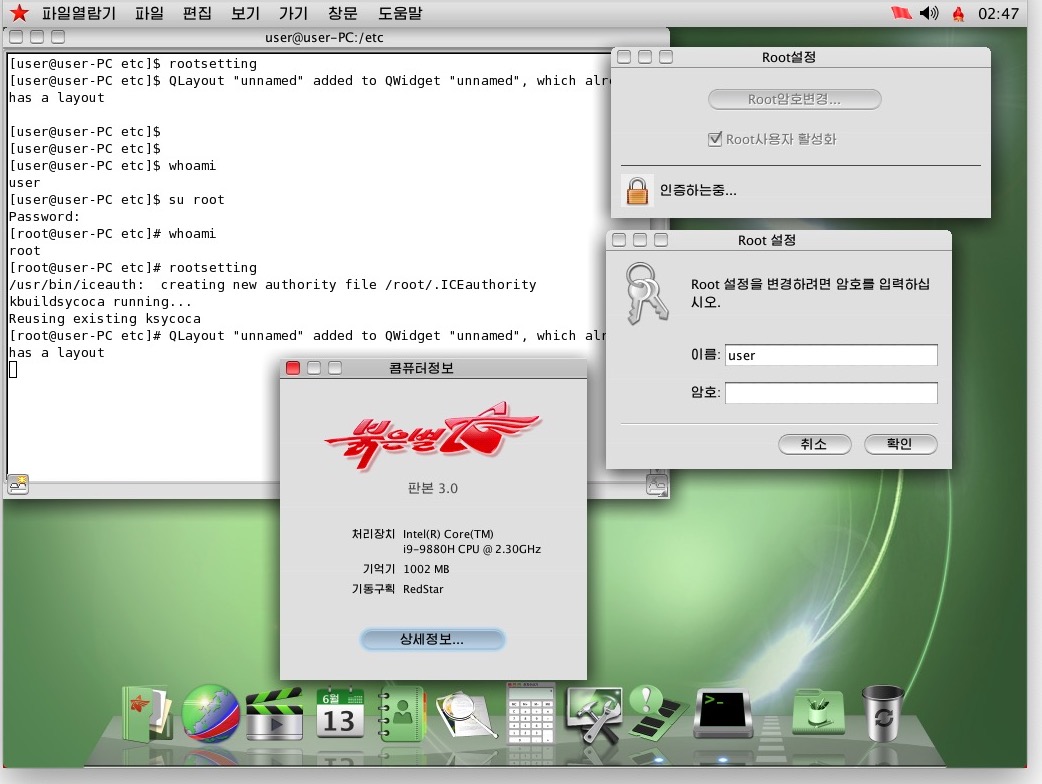 파일열람기 파일 편집 보기 가기 창문 도움말 02:47
user@user-PC:/etc
[user@user-PC etc]$ rootsetting
[user@user-PC etc]$ QLayout "unnamed" added to QWidget "unnamed", which alr
has a layout
[user@user-PC etc]$
[user@user-PC etc]$
[user@user-PC etc]$ whoami
user
[user@user-PC etc]$ su root
Password:
[root@user-PC etc]# whoami
root
[root@user-PC etc]# rootsetting
/usr/bin/iceauth:  creating new authority file /root/.ICEauthority
kbuildsycoca running...
Reusing existing ksycoca
[root@user-PC etc]# QLayout "unnamed" added to QWidget "unnamed", which alr
has a layout
Root설정
Root암호변경...
Root사용자 활성화
인증하는중...
Root 설정
Root 설정을 변경하려면 암호를 입력하십
시오.
이름: user
암호:
취소 확인
콤퓨터정보
붉은별
판본 3.0
처리장치 Intel(R) Core(TM)
i9-9880H CPU @ 2.30GHz
기억기 1002 MB
기동구획 RedStar
상세정보...
6월
13
>_